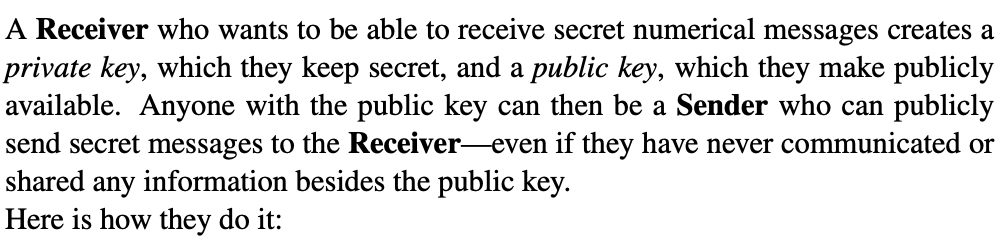 A Receiver who wants to be able to receive secret numerical messages creates a
private key, which they keep secret, and a public key, which they make publicly
available. Anyone with the public key can then be a Sender who can publicly
send secret messages to the Receiver—even if they have never communicated or
shared any information besides the public key.
Here is how they do it: